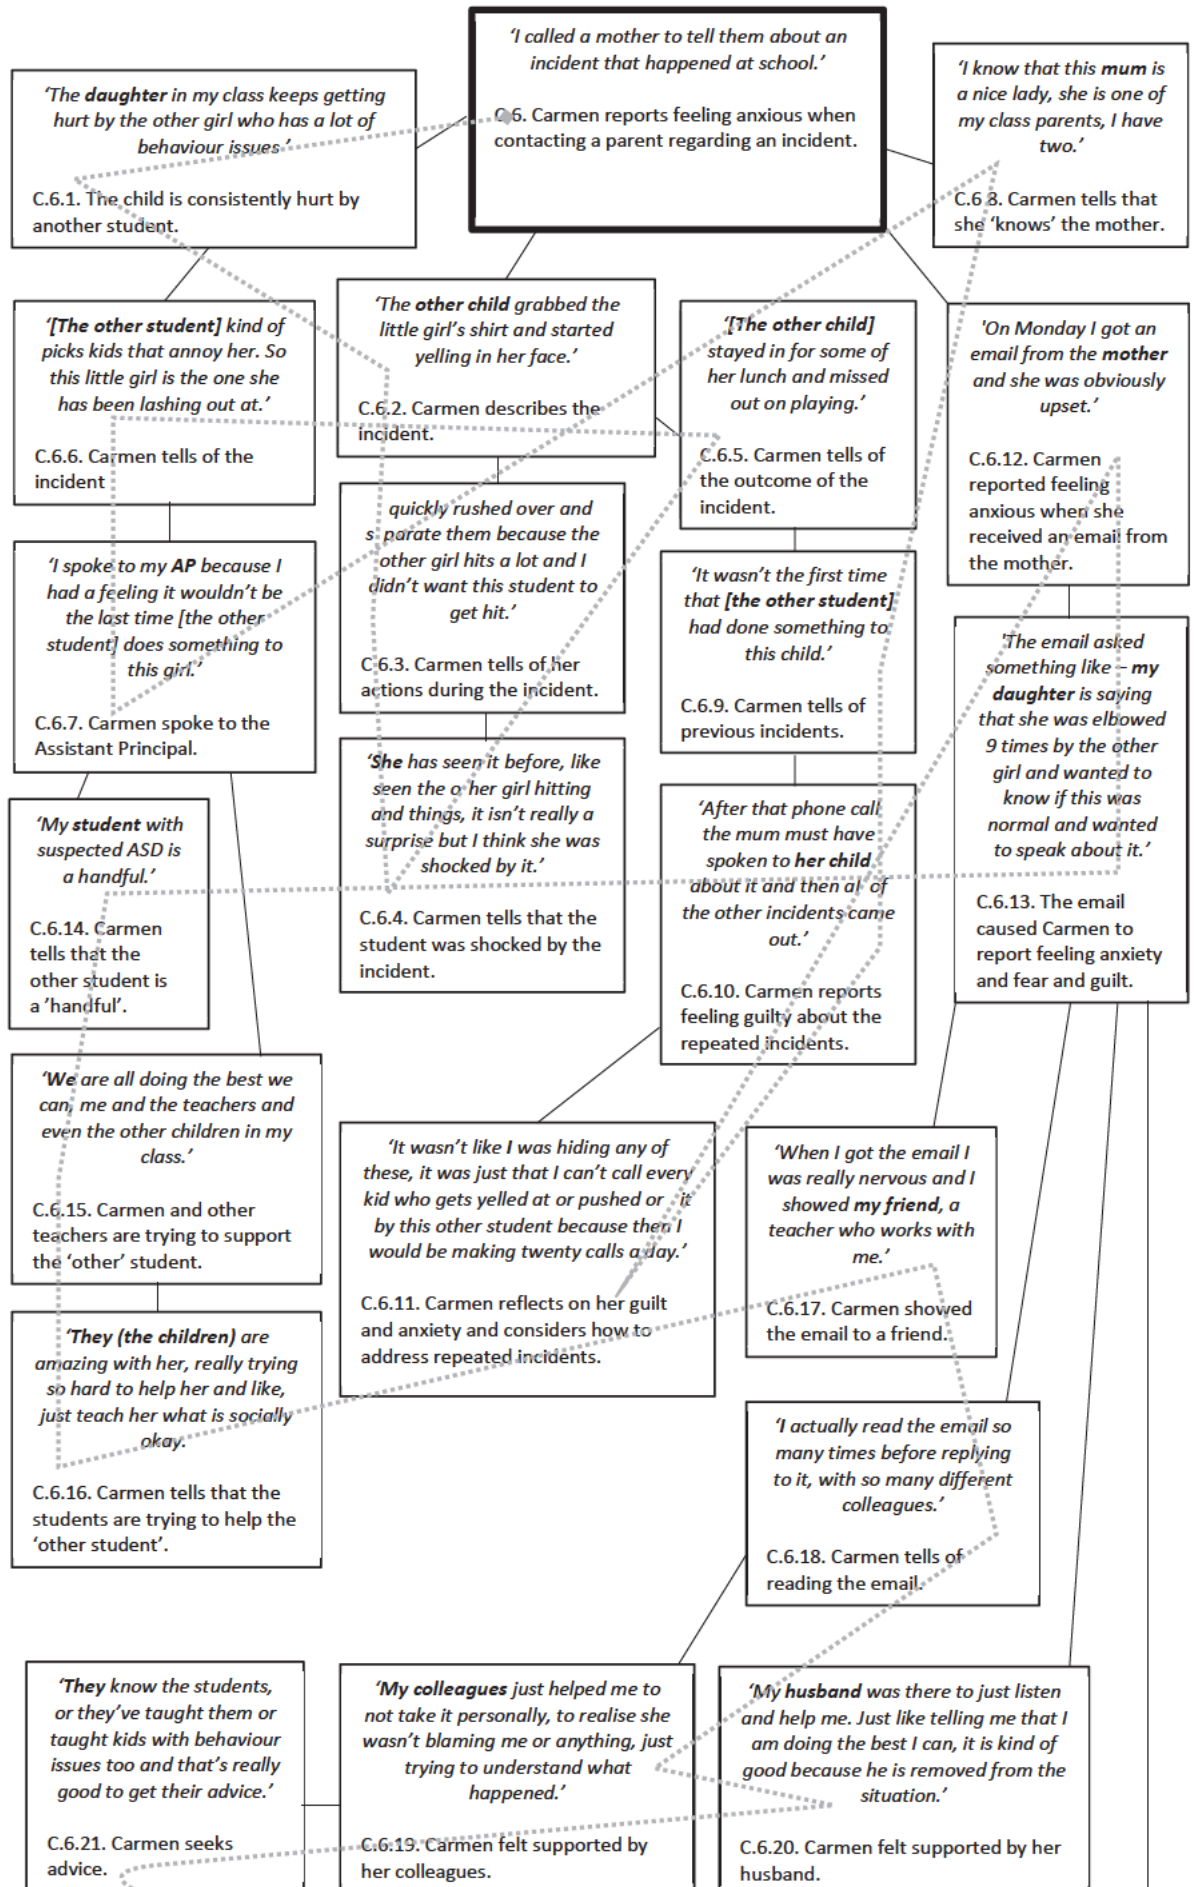 ‘I called a mother to tell them about an
incident that happened at school.’
C.6. Carmen reports feeling anxious when
contacting a parent regarding an incident.
‘The daughter in my class keeps getting
hurt by the other girl who has a lot of
behaviour issues.’
C.6.1. The child is consistently hurt by
another student.
‘I know that this mum is
a nice lady, she is one of
my class parents, I have
two.’
C.6.8. Carmen tells that
she ‘knows’ the mother.
‘[The other student] kind of
picks kids that annoy her. So
this little girl is the one she
has been lashing out at.’
C.6.6. Carmen tells of the
incident
‘The other child grabbed the
little girl’s shirt and started
yelling in her face.’
C.6.2. Carmen describes the
incident.
‘[The other child]
stayed in for some of
her lunch and missed
out on playing.’
C.6.5. Carmen tells of
the outcome of the
incident.
'On Monday I got an
email from the mother
and she was obviously
upset.’
C.6.12. Carmen
reported feeling
anxious when she
received an email from
the mother.
‘I spoke to my AP because I
had a feeling it wouldn’t be
the last time [the other
student] does something to
this girl.’
C.6.7. Carmen spoke to the
Assistant Principal.
quickly rushed over and
s parate them because the
other girl hits a lot and I
didn’t want this student to
get hit.’
C.6.3. Carmen tells of her
actions during the incident.
‘It wasn’t the first time
that [the other student]
had done something to
this child.’
C.6.9. Carmen tells of
previous incidents.
'The email asked
something like – my
daughter is saying
that she was elbowed
9 times by the other
girl and wanted to
know if this was
normal and wanted
to speak about it.’
C.6.13. The email
caused Carmen to
report feeling anxiety
and fear and guilt.
‘My student with
suspected ASD is
a handful.’
C.6.14. Carmen
tells that the
other student is
a ’handful’.
‘She has seen it before, like
seen the o her girl hitting
and things, it isn’t really a
surprise but I think she was
shocked by it.’
C.6.4. Carmen tells that the
student was shocked by the
incident.
‘After that phone call
the mum must have
spoken to her child
about it and then al of
the other incidents came
out.’
C.6.10. Carmen reports
feeling guilty about the
repeated incidents.
‘We are all doing the best we
can, me and the teachers and
even the other children in my
class.’
C.6.15. Carmen and other
teachers are trying to support
the ‘other’ student.
‘It wasn’t like I was hiding any of
these, it was just that I can’t call every
kid who gets yelled at or pushed or it
by this other student because then I
would be making twenty calls a day.’
C.6.11. Carmen reflects on her guilt
and anxiety and considers how to
address repeated incidents.
‘When I got the email I
was really nervous and I
showed my friend, a
teacher who works with
me.’
C.6.17. Carmen showed
the email to a friend.
‘They (the children) are
amazing with her, really trying
so hard to help her and like,
just teach her what is socially
okay.
C.6.16. Carmen tells that the
students are trying to help the
‘other student’.
‘I actually read the email so
many times before replying
to it, with so many different
colleagues.’
C.6.18. Carmen tells of
reading the email.
‘They know the students,
or they’ve taught them or
taught kids with behaviour
issues too and that’s really
good to get their advice.’
C.6.21. Carmen seeks
advice.
‘My colleagues just helped me to
not take it personally, to realise she
wasn’t blaming me or anything, just
trying to understand what
happened.’
C.6.19. Carmen felt supported by
her colleagues.
‘My husband was there to just listen
and help me. Just like telling me that I
am doing the best I can, it is kind of
good because he is removed from the
situation.’
C.6.20. Carmen felt supported by her
husband.